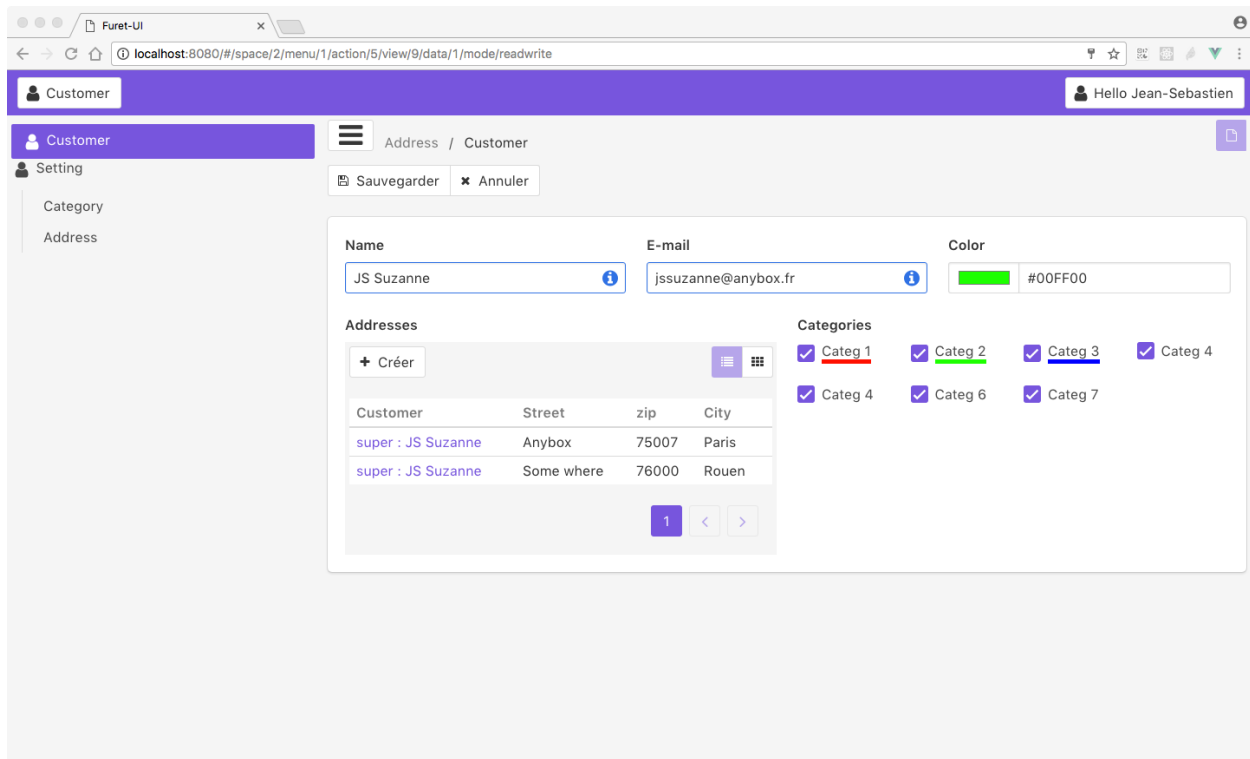 Furet-UI
localhost:8080/#/space/2/menu/1/action/5/view/9/data/1/mode/readwrite
Customer
Hello Jean-Sebastien
Customer
Setting
Category
Address
Address / Customer
Sauvegarder
Annuler
Name
E-mail
Color
JS Suzanne
jssuzanne@anybox.fr
#00FF00
Addresses
Créer
Customer Street zip City
super : JS Suzanne Anybox 75007 Paris
super : JS Suzanne Some where 76000 Rouen
1
Categories
Categ 1 Categ 2 Categ 3 Categ 4
Categ 4 Categ 6 Categ 7